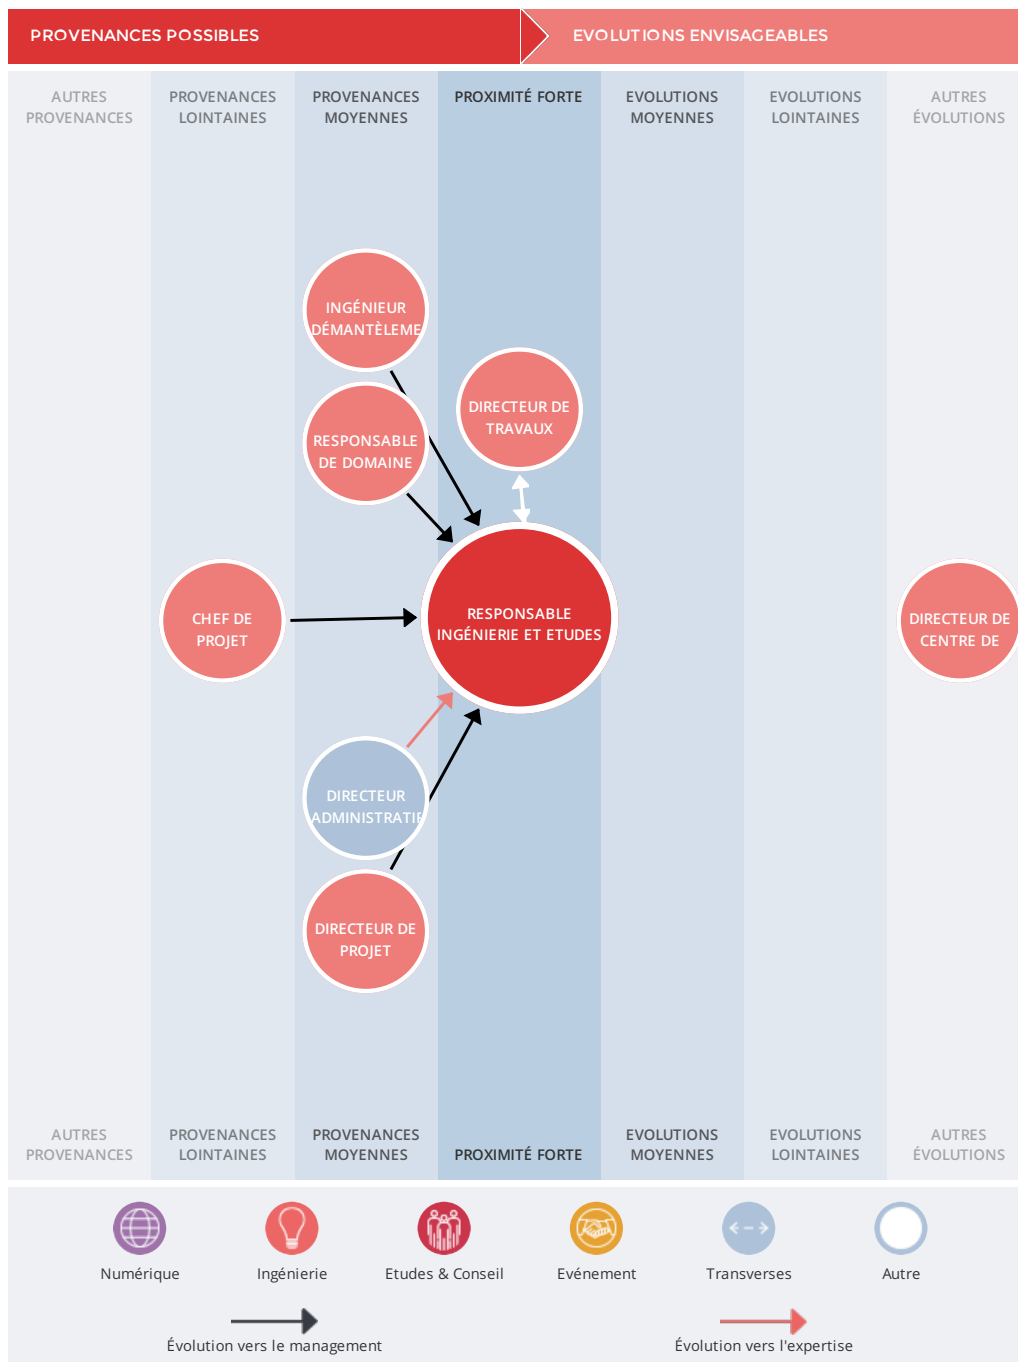 PROVENANCES POSSIBLES
EVOLUTIONS ENVISAGEABLES
AUTRES
PROVENANCES
PROVENANCES
LOINTAINES
PROVENANCES
MOYENNES
PROXIMITÉ FORTE
EVOLUTIONS
MOYENNES
EVOLUTIONS
LOINTAINES
AUTRES
ÉVOLUTIONS
INGÉNIEUR
DÉMANTÈLEME
DIRECTEUR DE
TRAVAUX
RESPONSABLE
DE DOMAINE
CHEF DE
PROJET
RESPONSABLE
INGÉNIERIE ET ETUDES
DIRECTEUR DE
CENTRE DE
DIRECTEUR
ADMINISTRATIF
DIRECTEUR DE
PROJET
AUTRES
PROVENANCES
PROVENANCES
LOINTAINES
PROVENANCES
MOYENNES
PROXIMITÉ FORTE
EVOLUTIONS
MOYENNES
EVOLUTIONS
LOINTAINES
AUTRES
ÉVOLUTIONS
Numérique
Ingénierie
Etudes & Conseil
Evénement
Transverses
Autre
Évolution vers le management
Évolution vers l'expertise